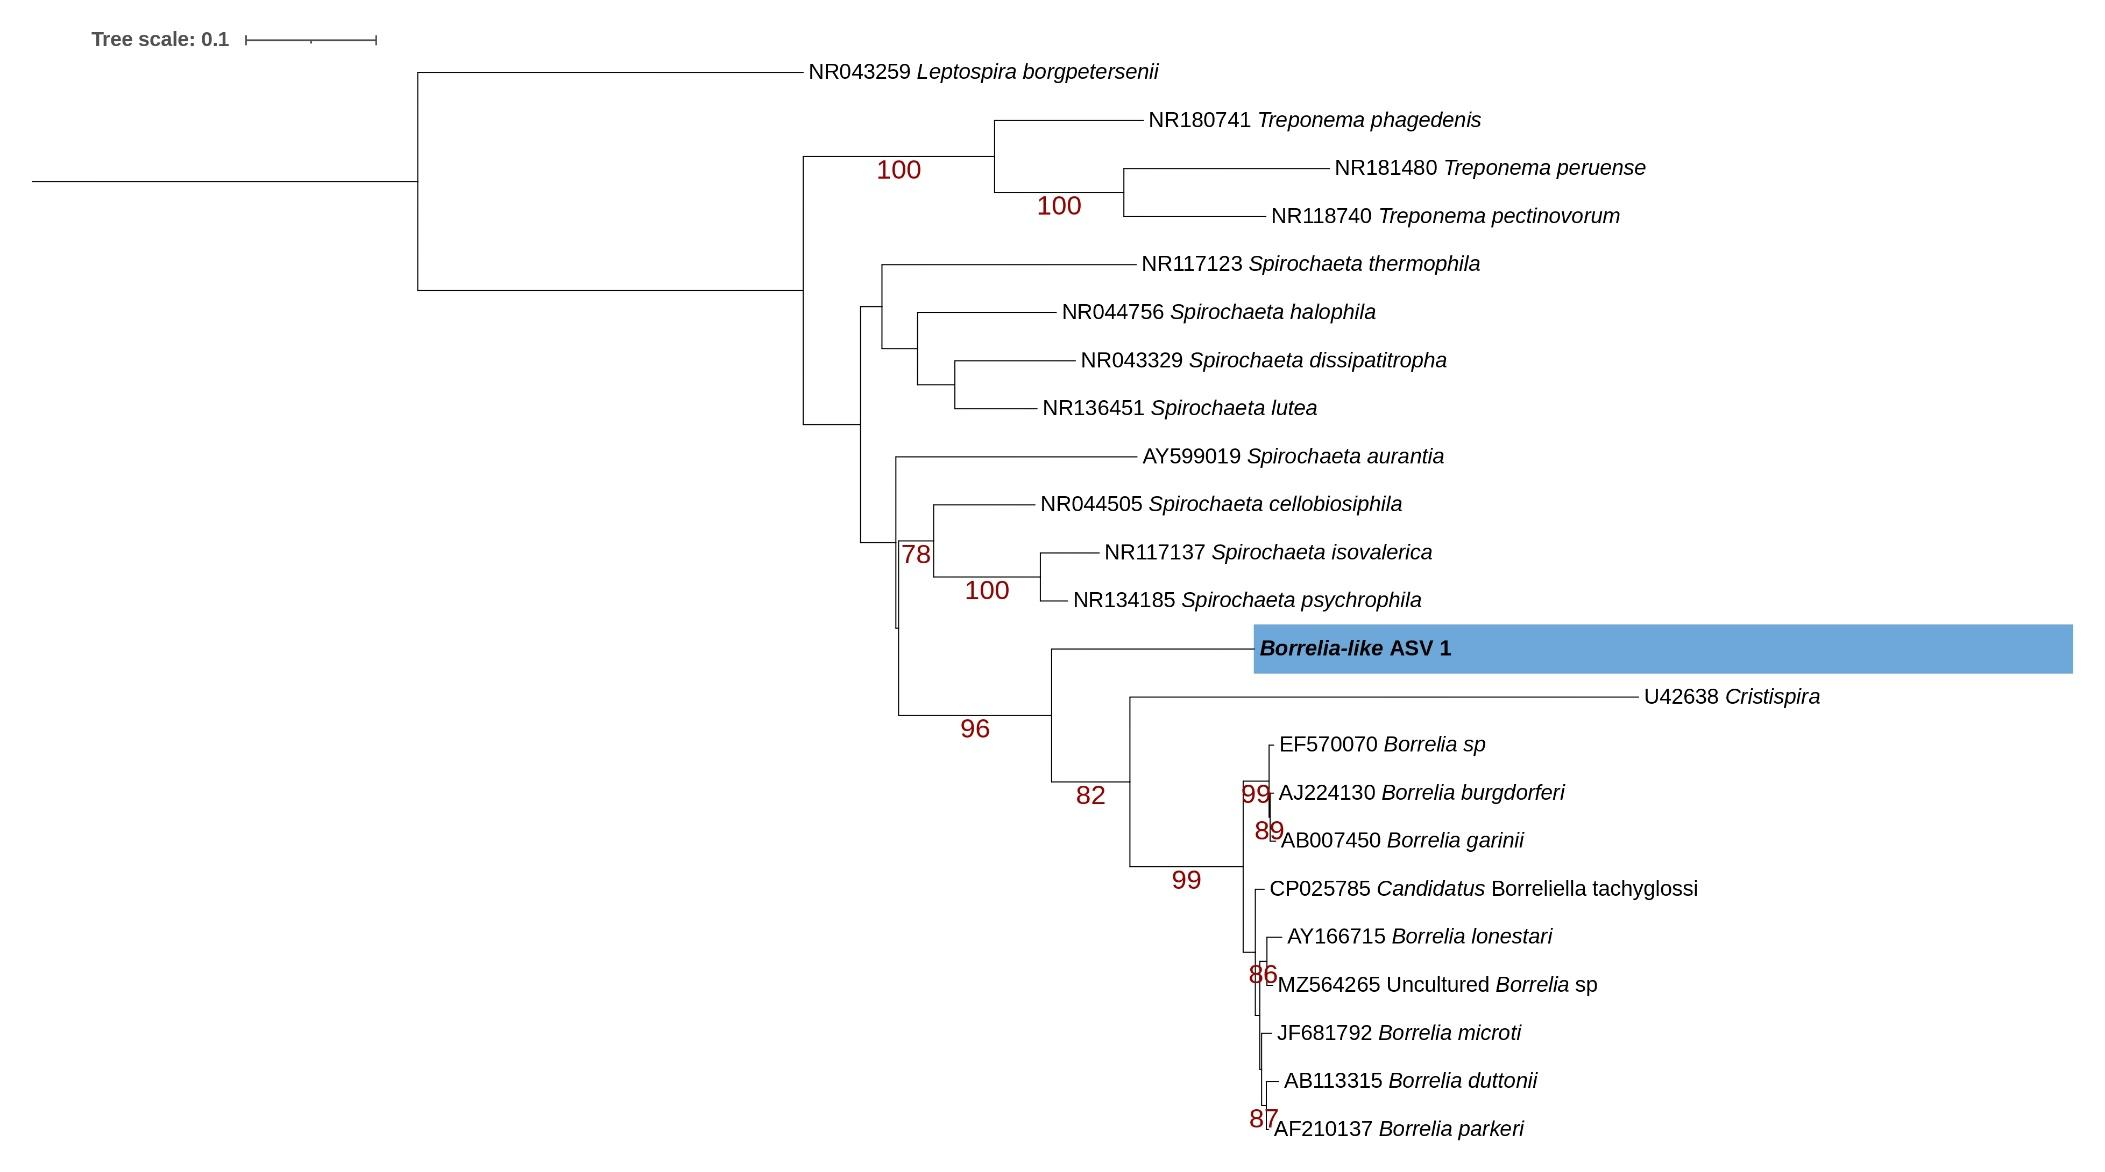 Tree scale: 0.1
NR043259 Leptospira borgpetersenii
NR180741 Treponema phagedenis
100
NR181480 Treponema peruense
100
NR118740 Treponema pectinovorum
NR117123 Spirochaeta thermophila
NR044756 Spirochaeta halophila
NR043329 Spirochaeta dissipatitropha
NR136451 Spirochaeta lutea
AY599019 Spirochaeta aurantia
NR044505 Spirochaeta cellobiosiphila
78
NR117137 Spirochaeta isovalerica
100
NR134185 Spirochaeta psychrophila
Borrelia-like ASV 1
U42638 Cristispira
96
EF570070 Borrelia sp
82
99
AJ224130 Borrelia burgdorferi
89
AB007450 Borrelia garinii
99
CP025785 Candidatus Borreliella tachyglossi
AY166715 Borrelia lonestari
86
MZ564265 Uncultured Borrelia sp
JF681792 Borrelia microti
AB113315 Borrelia duttonii
87
AF210137 Borrelia parkeri